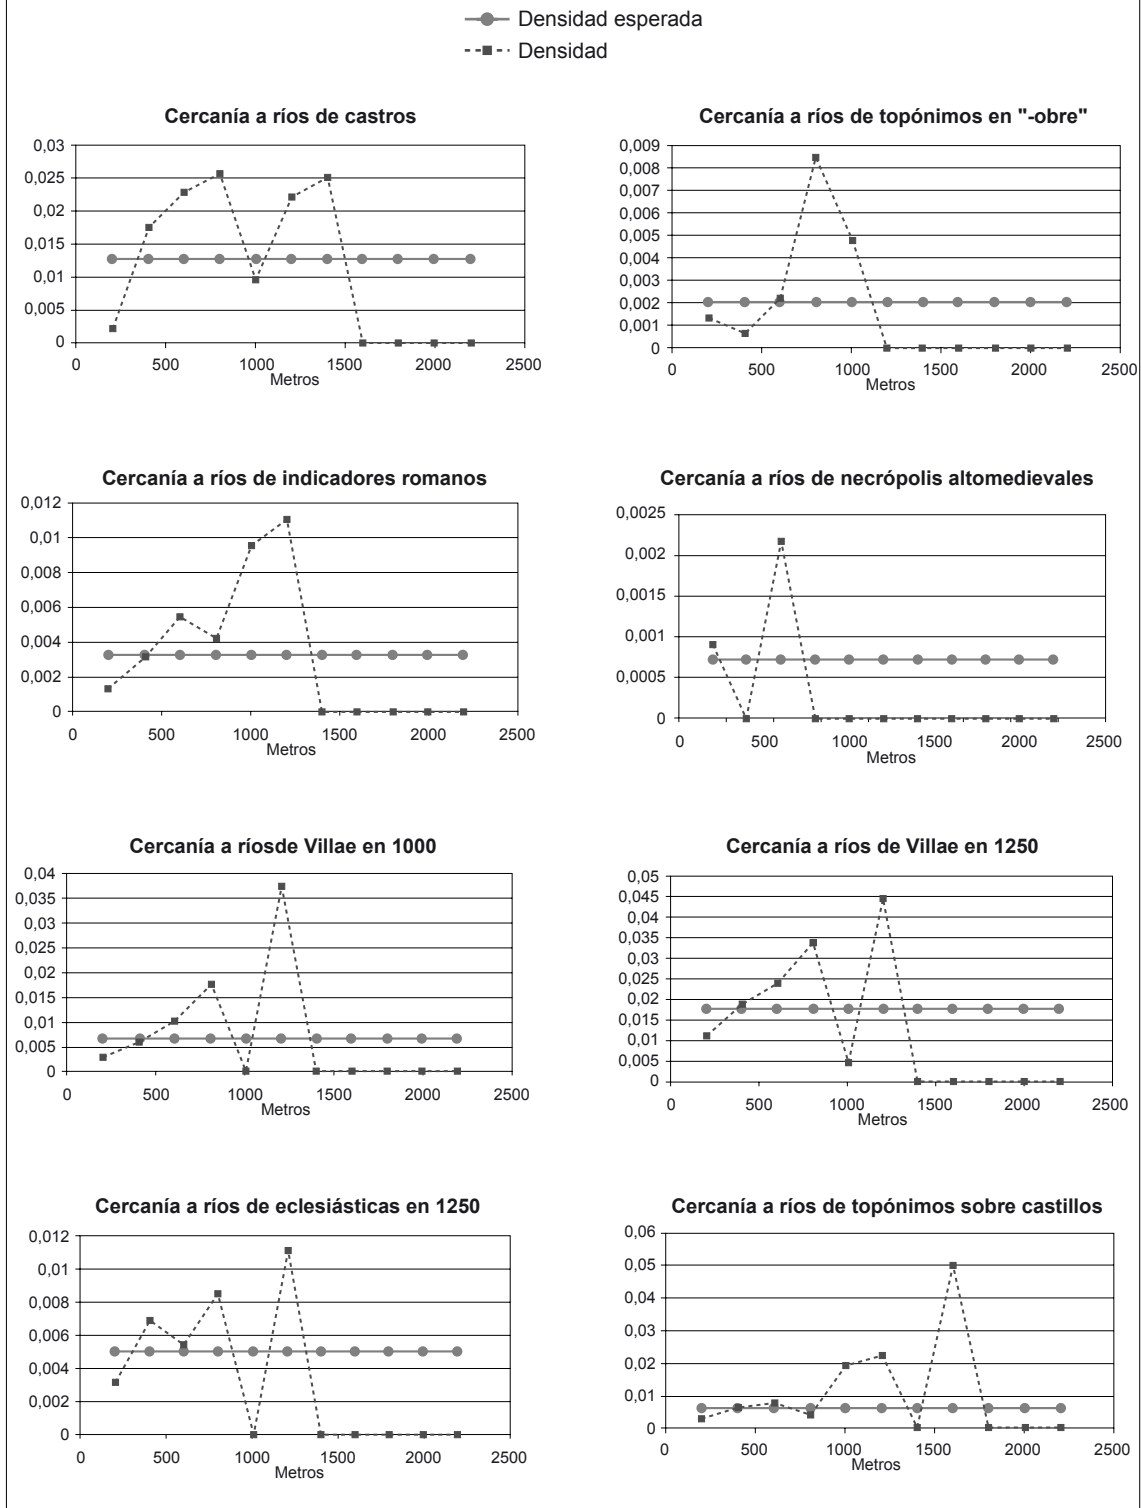 Densidad esperada
Densidad
Cercanía a ríos de castros
0,03
0,025
0,02
0,015
0,01
0,005
0
0 500 1000 1500 2000 2500
Metros
Cercanía a ríos de topónimos en "-obre"
0,009
0,008
0,007
0,006
0,005
0,004
0,003
0,002
0,001
0
0 500 1000 1500 2000 2500
Metros
Cercanía a ríos de indicadores romanos
0,012
0,01
0,008
0,006
0,004
0,002
0
0 500 1000 1500 2000 2500
Metros
Cercanía a ríos de necrópolis altomedievales
0,0025
0,002
0,0015
0,001
0,0005
0
0 500 1000 1500 2000 2500
Metros
Cercanía a ríosde Villae en 1000
0,04
0,035
0,03
0,025
0,02
0,015
0,01
0,005
0
0 500 1000 1500 2000 2500
Metros
Cercanía a ríos de Villae en 1250
0,05
0,045
0,04
0,035
0,03
0,025
0,02
0,015
0,01
0,005
0
0 500 1000 1500 2000 2500
Metros
Cercanía a ríos de eclesiásticas en 1250
0,012
0,01
0,008
0,006
0,004
0,002
0
0 500 1000 1500 2000 2500
Metros
Cercanía a ríos de topónimos sobre castillos
0,06
0,05
0,04
0,03
0,02
0,01
0
0 500 1000 1500 2000 2500
Metros